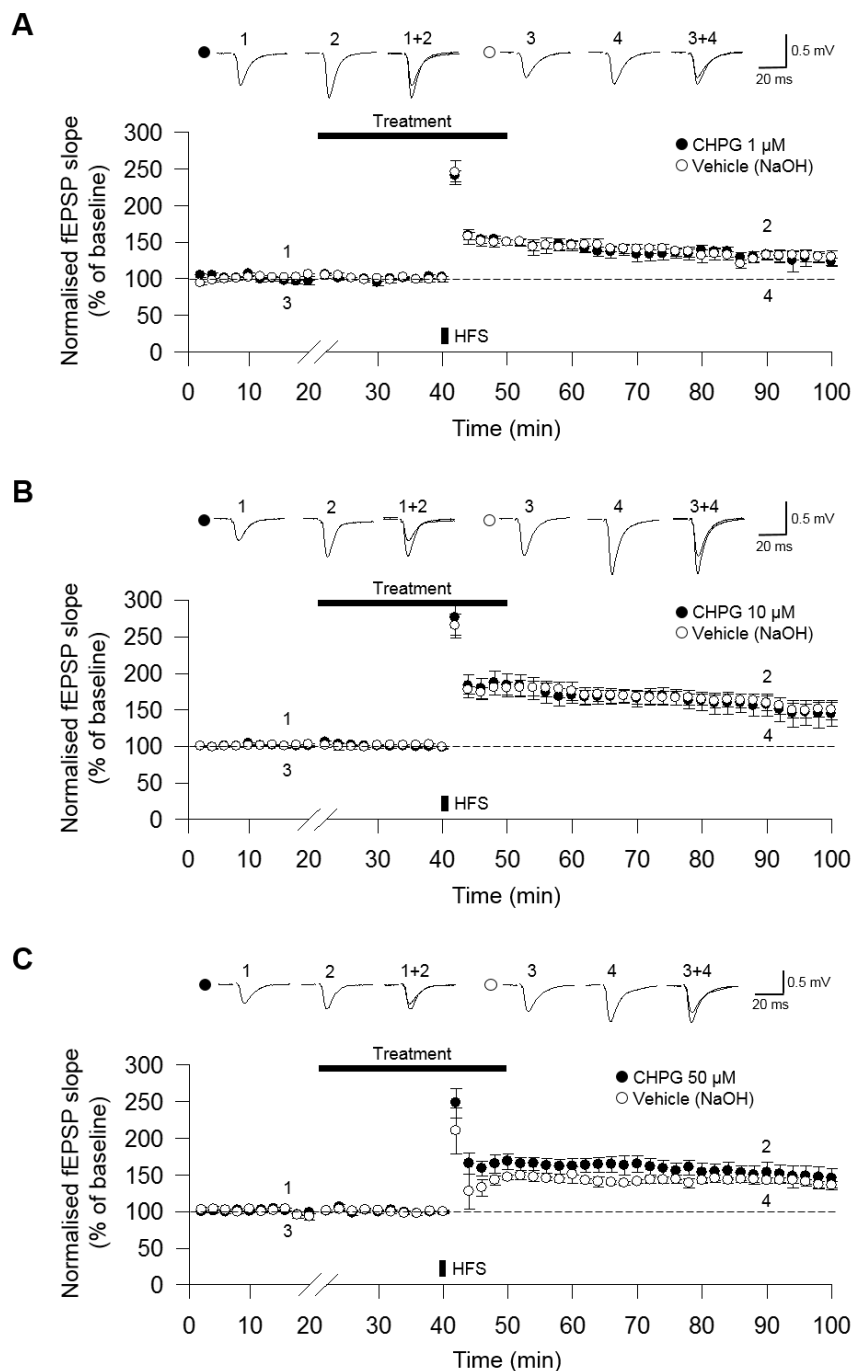 A
1 2 1+2 3 4 3+4
0.5 mV
20 ms
Treatment
CHPG 1 µM
Vehicle (NaOH)
Normalised fEPSP slope
(% of baseline)
300
250
200
150
100
50
0
1
3
2
4
HFS
0 10 20 30 40 50 60 70 80 90 100
Time (min)
B
1 2 1+2 3 4 3+4
0.5 mV
20 ms
Treatment
CHPG 10 µM
Vehicle (NaOH)
Normalised fEPSP slope
(% of baseline)
300
250
200
150
100
50
0
1
3
2
4
HFS
0 10 20 30 40 50 60 70 80 90 100
Time (min)
C
1 2 1+2 3 4 3+4
0.5 mV
20 ms
Treatment
CHPG 50 µM
Vehicle (NaOH)
Normalised fEPSP slope
(% of baseline)
300
250
200
150
100
50
0
1
3
2
4
HFS
0 10 20 30 40 50 60 70 80 90 100
Time (min)